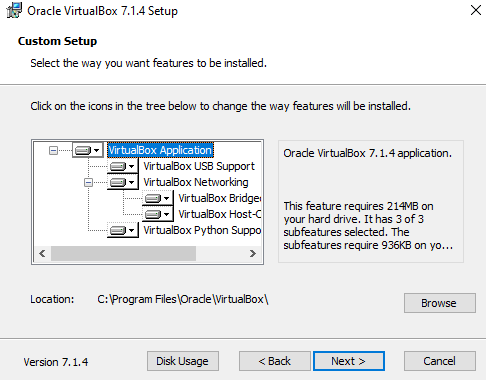 Oracle VirtualBox 7.1.4 Setup
Custom Setup
Select the way you want features to be installed.
Click on the icons in the tree below to change the way features will be installed.
VirtualBox Application
VirtualBox USB Support
VirtualBox Networking
VirtualBox Bridge
VirtualBox Host-C
VirtualBox Python Suppo
Oracle VirtualBox 7.1.4 application.
This feature requires 214MB on
your hard drive. It has 3 of 3
subfeatures selected. The
subfeatures require 936KB on yo...
Location: C:\Program Files\Oracle\VirtualBox\
Browse
Version 7.1.4
Disk Usage
< Back
Next >
Cancel